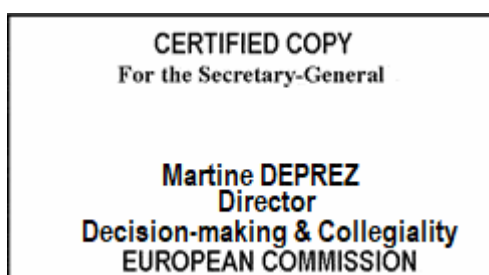 CERTIFIED COPY
For the Secretary-General
Martine DEPREZ
Director
Decision-making & Collegiality
EUROPEAN COMMISSION